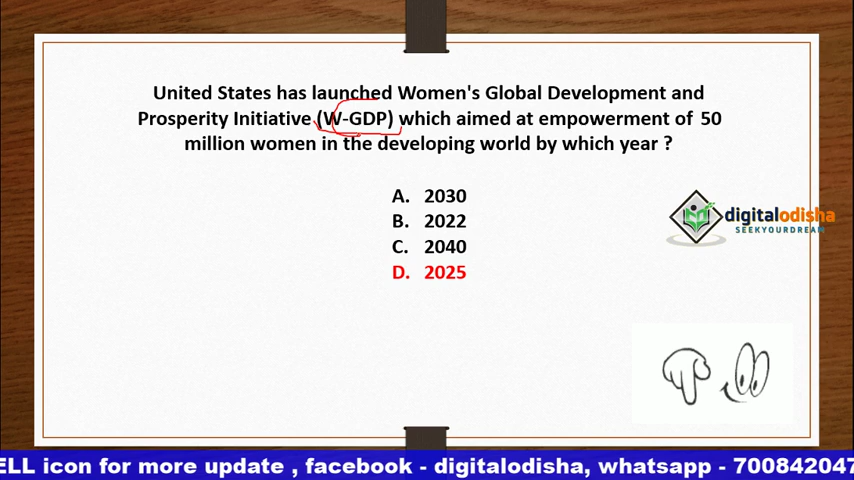 United States has launched Women's Global Development and
Prosperity Initiative (W-GDP) which aimed at empowerment of 50
million women in the developing world by which year ?
A. 2030
B. 2022
C. 2040
D. 2025
digitalodisha
SEEKYOURDREAM
ELL icon for more update , facebook - digitalodisha, whatsapp - 700842047